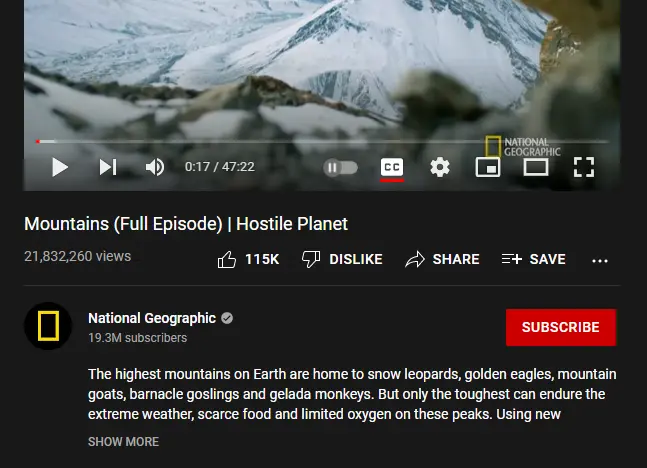 NATIONAL
GEOGRAPHIC
0:17 / 47:22
CC
Mountains (Full Episode) | Hostile Planet
21,832,260 views
115K
DISLIKE
SHARE
SAVE
National Geographic
19.3M subscribers
SUBSCRIBE
The highest mountains on Earth are home to snow leopards, golden eagles, mountain
goats, barnacle goslings and gelada monkeys. But only the toughest can endure the
extreme weather, scarce food and limited oxygen on these peaks. Using new
SHOW MORE